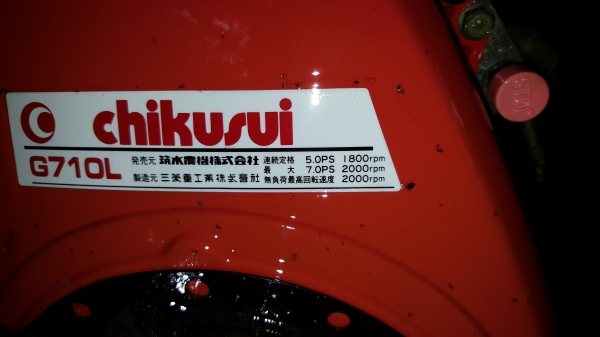 chikusui
G710L
発売元 筑水農機株式会社
製造元 三菱重工業株式会社
連続定格 5.0PS 1800rpm
最大 7.0PS 2000rpm
無負荷最高回転速度 2000rpm